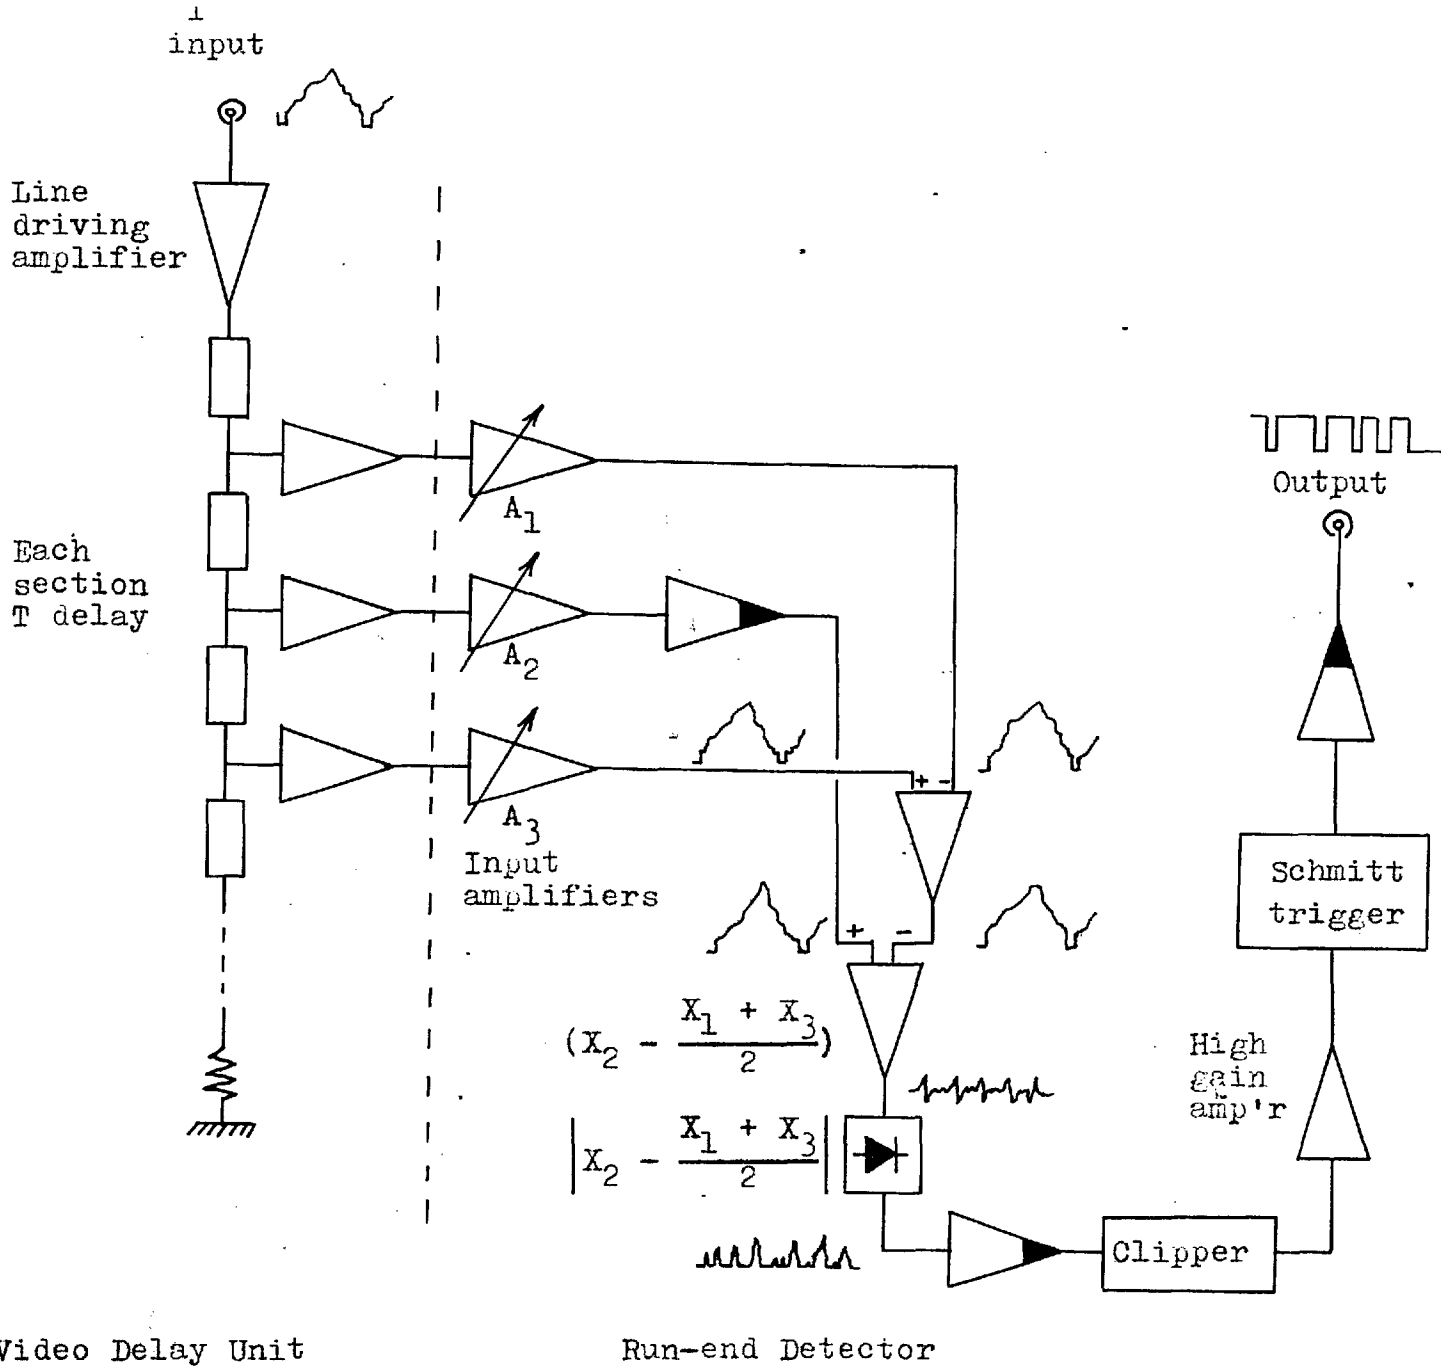 input
Line
driving
amplifier
Each
section
T delay
A1
A2
A3
Input
amplifiers
+ -
+ -
(X2 - X1 + X3 / 2)
|X2 - X1 + X3 / 2|
Output
Schmitt
trigger
High
gain
amp'r
Clipper
Video Delay Unit
Run-end Detector